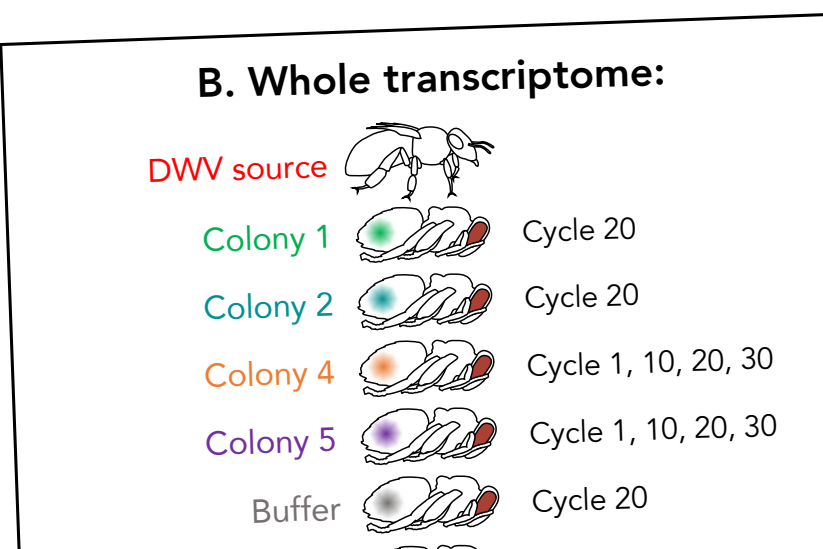 B. Whole transcriptome:
DWV source
Colony 1 Cycle 20
Colony 2 Cycle 20
Colony 4 Cycle 1, 10, 20, 30
Colony 5 Cycle 1, 10, 20, 30
Buffer Cycle 20